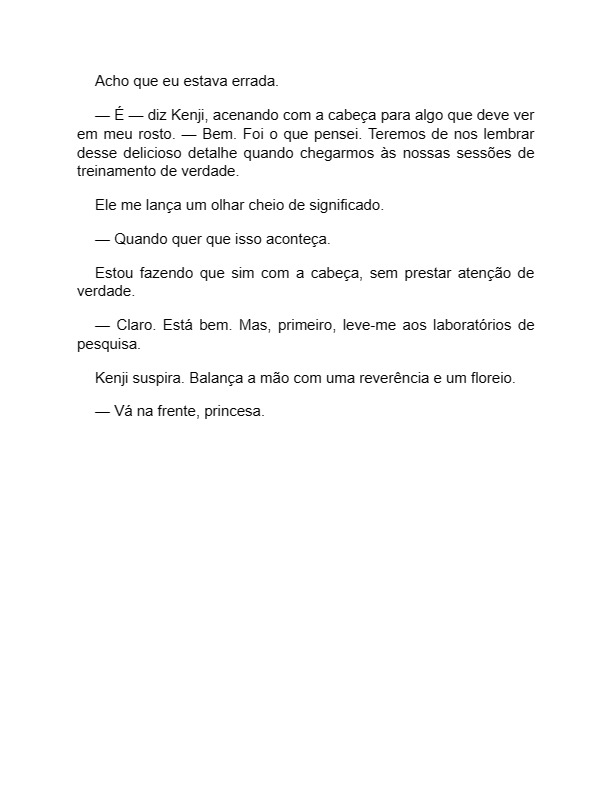 Acho que eu estava errada.
— É — diz Kenji, acenando com a cabeça para algo que deve ver
em meu rosto. — Bem. Foi o que pensei. Teremos de nos lembrar
desse delicioso detalhe quando chegarmos às nossas sessões de
treinamento de verdade.
Ele me lança um olhar cheio de significado.
— Quando quer que isso aconteça.
Estou fazendo que sim com a cabeça, sem prestar atenção de
verdade.
— Claro. Está bem. Mas, primeiro, leve-me aos laboratórios de
pesquisa.
Kenji suspira. Balança a mão com uma reverência e um floreio.
— Vá na frente, princesa.